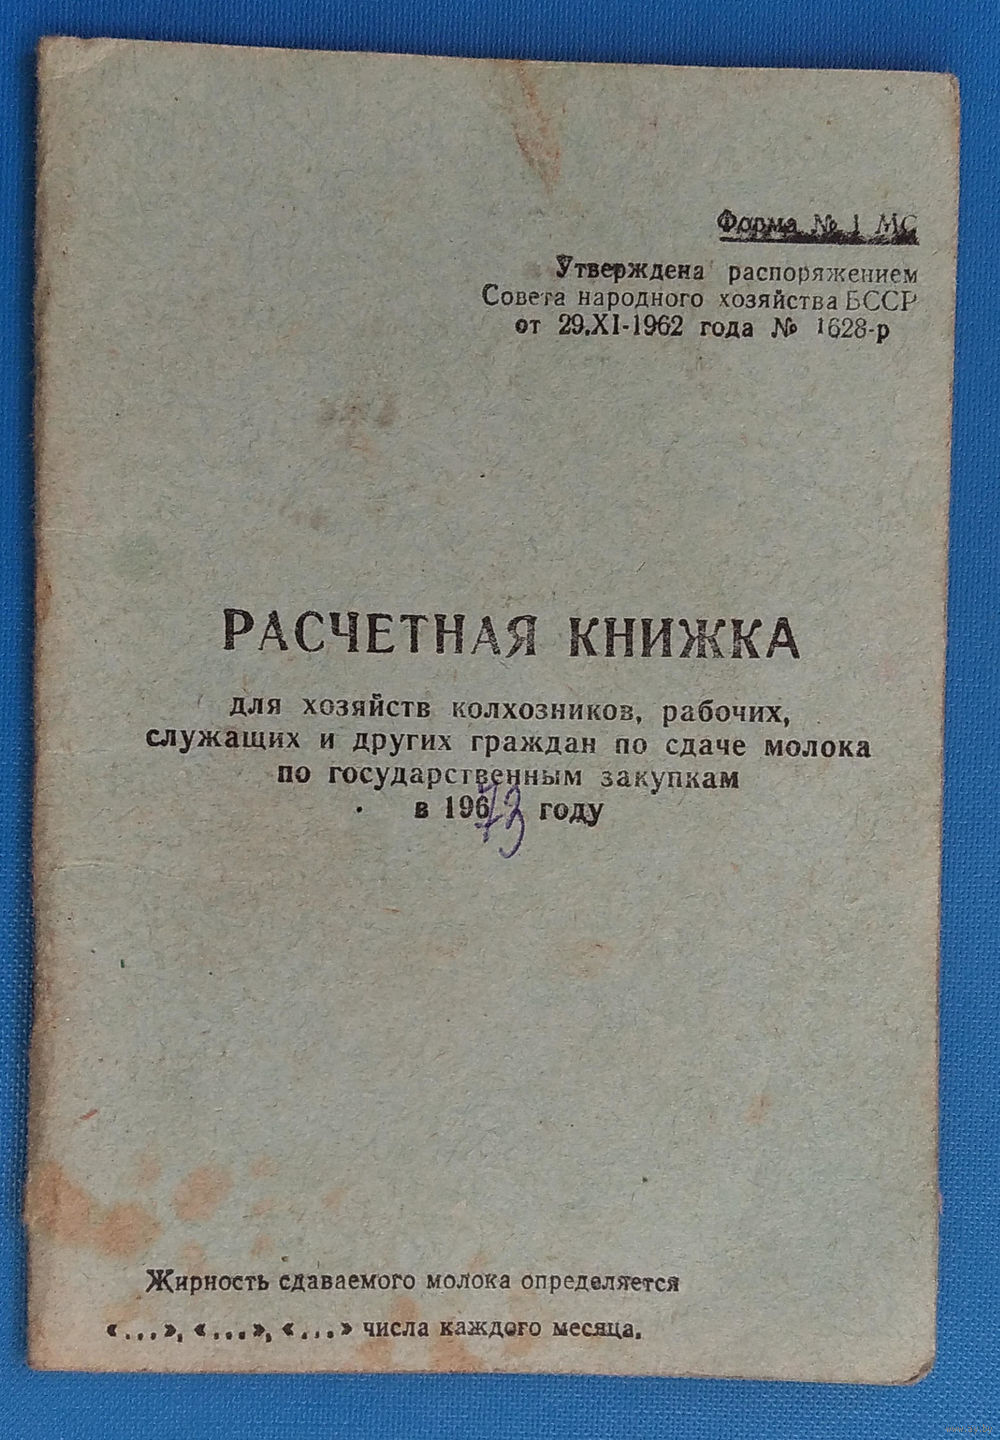 Форма № 1 МС
Утверждена распоряжением
Совета народного хозяйства БССР
от 29.XI-1962 года № 1628-р
РАСЧЕТНАЯ КНИЖКА
для хозяйств колхозников, рабочих,
служащих и других граждан по сдаче молока
по государственным закупкам
в 19673 году
Жирность сдаваемого молока определяется
«...», «...», «...» числа каждого месяца.